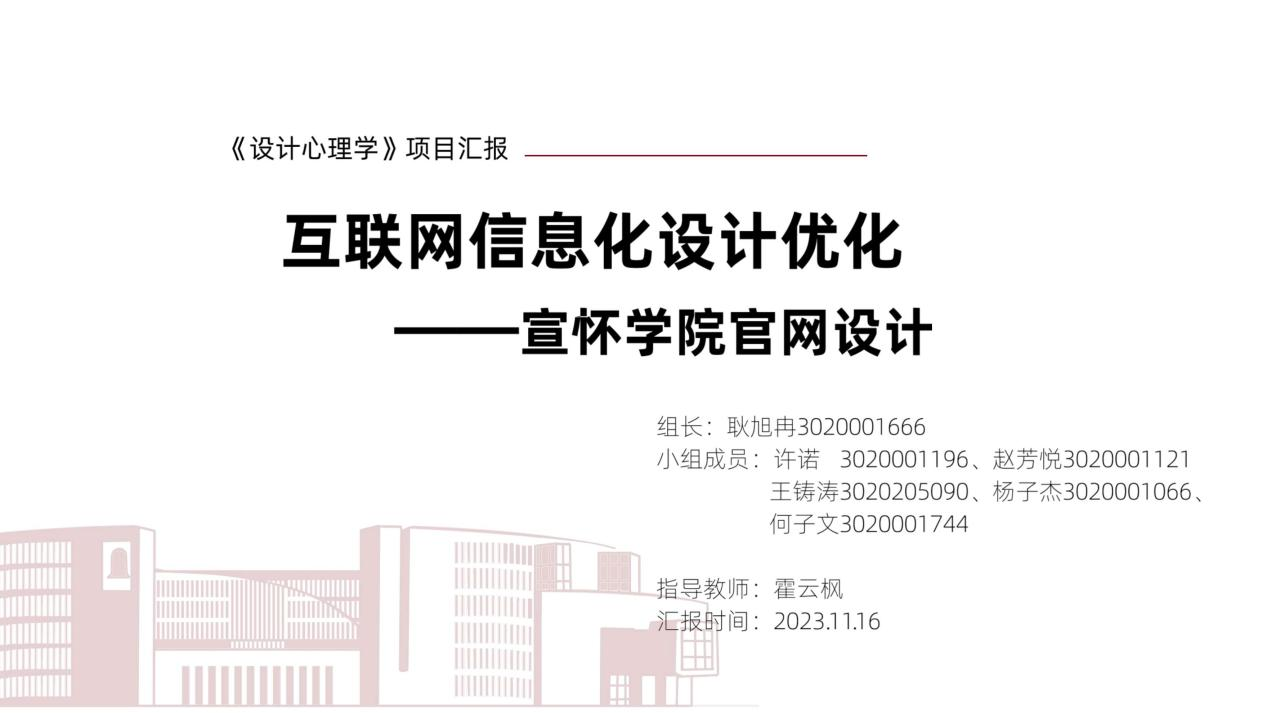 《设计心理学》项目汇报
互联网信息化设计优化
——宣怀学院官网设计
组长：耿旭冉3020001666
小组成员：许诺 3020001196、赵芳悦3020001121
王铸涛3020205090、杨子杰3020001066、
何子文3020001744
指导教师：霍云枫
汇报时间：2023.11.16